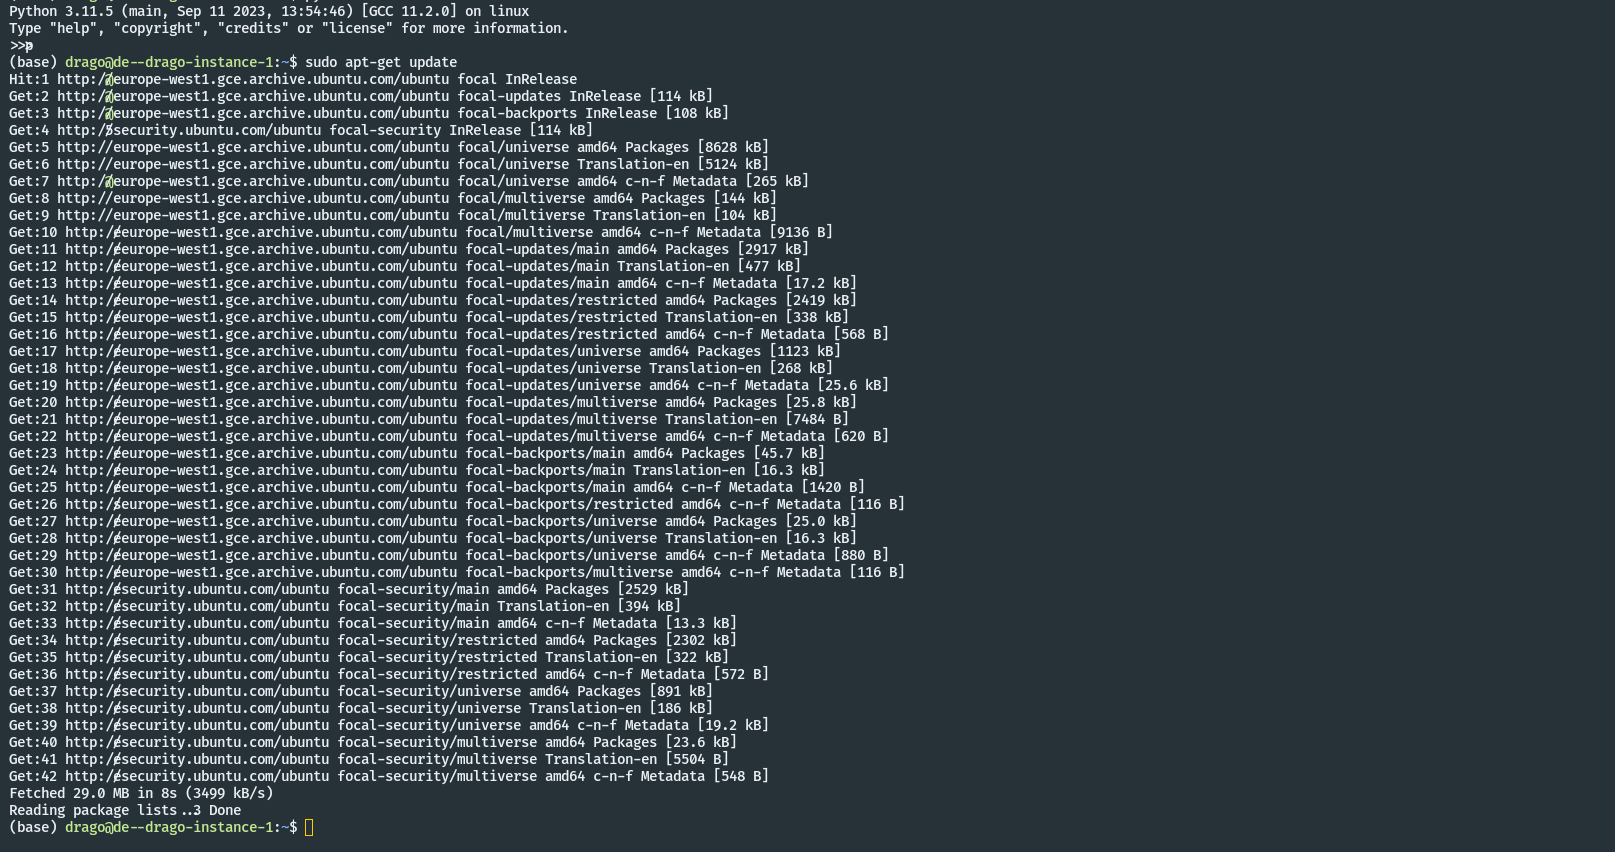 Python 3.11.5 (main, Sep 11 2023, 13:54:46) [GCC 11.2.0] on linux
Type "help", "copyright", "credits" or "license" for more information.
>>>
(base) drago@de--drago-instance-1:~$ sudo apt-get update
Hit:1 http://europe-west1.gce.archive.ubuntu.com/ubuntu focal InRelease
Get:2 http://europe-west1.gce.archive.ubuntu.com/ubuntu focal-updates InRelease [114 kB]
Get:3 http://europe-west1.gce.archive.ubuntu.com/ubuntu focal-backports InRelease [108 kB]
Get:4 http://security.ubuntu.com/ubuntu focal-security InRelease [114 kB]
Get:5 http://europe-west1.gce.archive.ubuntu.com/ubuntu focal/universe amd64 Packages [8628 kB]
Get:6 http://europe-west1.gce.archive.ubuntu.com/ubuntu focal/universe Translation-en [5124 kB]
Get:7 http://europe-west1.gce.archive.ubuntu.com/ubuntu focal/universe amd64 c-n-f Metadata [265 kB]
Get:8 http://europe-west1.gce.archive.ubuntu.com/ubuntu focal/multiverse amd64 Packages [144 kB]
Get:9 http://europe-west1.gce.archive.ubuntu.com/ubuntu focal/multiverse Translation-en [104 kB]
Get:10 http://europe-west1.gce.archive.ubuntu.com/ubuntu focal/multiverse amd64 c-n-f Metadata [9136 B]
Get:11 http://europe-west1.gce.archive.ubuntu.com/ubuntu focal-updates/main amd64 Packages [2917 kB]
Get:12 http://europe-west1.gce.archive.ubuntu.com/ubuntu focal-updates/main Translation-en [477 kB]
Get:13 http://europe-west1.gce.archive.ubuntu.com/ubuntu focal-updates/main amd64 c-n-f Metadata [17.2 kB]
Get:14 http://europe-west1.gce.archive.ubuntu.com/ubuntu focal-updates/restricted amd64 Packages [2419 kB]
Get:15 http://europe-west1.gce.archive.ubuntu.com/ubuntu focal-updates/restricted Translation-en [338 kB]
Get:16 http://europe-west1.gce.archive.ubuntu.com/ubuntu focal-updates/restricted amd64 c-n-f Metadata [568 B]
Get:17 http://europe-west1.gce.archive.ubuntu.com/ubuntu focal-updates/universe amd64 Packages [1123 kB]
Get:18 http://europe-west1.gce.archive.ubuntu.com/ubuntu focal-updates/universe Translation-en [268 kB]
Get:19 http://europe-west1.gce.archive.ubuntu.com/ubuntu focal-updates/universe amd64 c-n-f Metadata [25.6 kB]
Get:20 http://europe-west1.gce.archive.ubuntu.com/ubuntu focal-updates/multiverse amd64 Packages [25.8 kB]
Get:21 http://europe-west1.gce.archive.ubuntu.com/ubuntu focal-updates/multiverse Translation-en [7484 B]
Get:22 http://europe-west1.gce.archive.ubuntu.com/ubuntu focal-updates/multiverse amd64 c-n-f Metadata [620 B]
Get:23 http://europe-west1.gce.archive.ubuntu.com/ubuntu focal-backports/main amd64 Packages [45.7 kB]
Get:24 http://europe-west1.gce.archive.ubuntu.com/ubuntu focal-backports/main Translation-en [16.3 kB]
Get:25 http://europe-west1.gce.archive.ubuntu.com/ubuntu focal-backports/main amd64 c-n-f Metadata [1420 B]
Get:26 http://europe-west1.gce.archive.ubuntu.com/ubuntu focal-backports/restricted amd64 c-n-f Metadata [116 B]
Get:27 http://europe-west1.gce.archive.ubuntu.com/ubuntu focal-backports/universe amd64 Packages [25.0 kB]
Get:28 http://europe-west1.gce.archive.ubuntu.com/ubuntu focal-backports/universe Translation-en [16.3 kB]
Get:29 http://europe-west1.gce.archive.ubuntu.com/ubuntu focal-backports/universe amd64 c-n-f Metadata [880 B]
Get:30 http://europe-west1.gce.archive.ubuntu.com/ubuntu focal-backports/multiverse amd64 c-n-f Metadata [116 B]
Get:31 http://security.ubuntu.com/ubuntu focal-security/main amd64 Packages [2529 kB]
Get:32 http://security.ubuntu.com/ubuntu focal-security/main Translation-en [394 kB]
Get:33 http://security.ubuntu.com/ubuntu focal-security/main amd64 c-n-f Metadata [13.3 kB]
Get:34 http://security.ubuntu.com/ubuntu focal-security/restricted amd64 Packages [2302 kB]
Get:35 http://security.ubuntu.com/ubuntu focal-security/restricted Translation-en [322 kB]
Get:36 http://security.ubuntu.com/ubuntu focal-security/restricted amd64 c-n-f Metadata [572 B]
Get:37 http://security.ubuntu.com/ubuntu focal-security/universe amd64 Packages [891 kB]
Get:38 http://security.ubuntu.com/ubuntu focal-security/universe Translation-en [186 kB]
Get:39 http://security.ubuntu.com/ubuntu focal-security/universe amd64 c-n-f Metadata [19.2 kB]
Get:40 http://security.ubuntu.com/ubuntu focal-security/multiverse amd64 Packages [23.6 kB]
Get:41 http://security.ubuntu.com/ubuntu focal-security/multiverse Translation-en [5504 B]
Get:42 http://security.ubuntu.com/ubuntu focal-security/multiverse amd64 c-n-f Metadata [548 B]
Fetched 29.0 MB in 8s (3499 kB/s)
Reading package lists... Done
(base) drago@de--drago-instance-1:~$